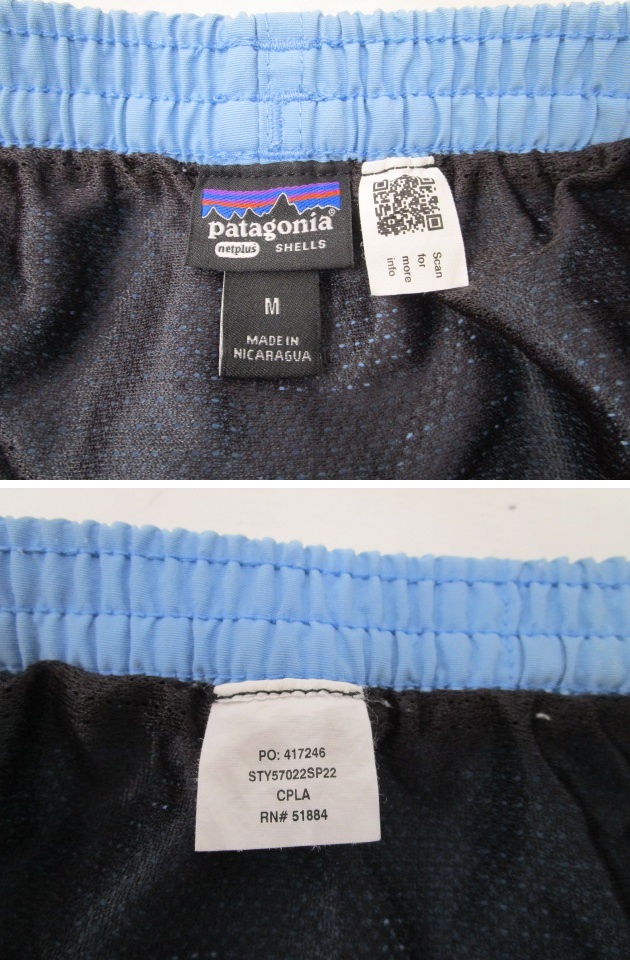 patagonia®
netplus SHELLS
M
MADE IN
NICARAGUA
Scan
for
more
info
PO: 417246
STY57022SP22
CPLA
RN# 51884